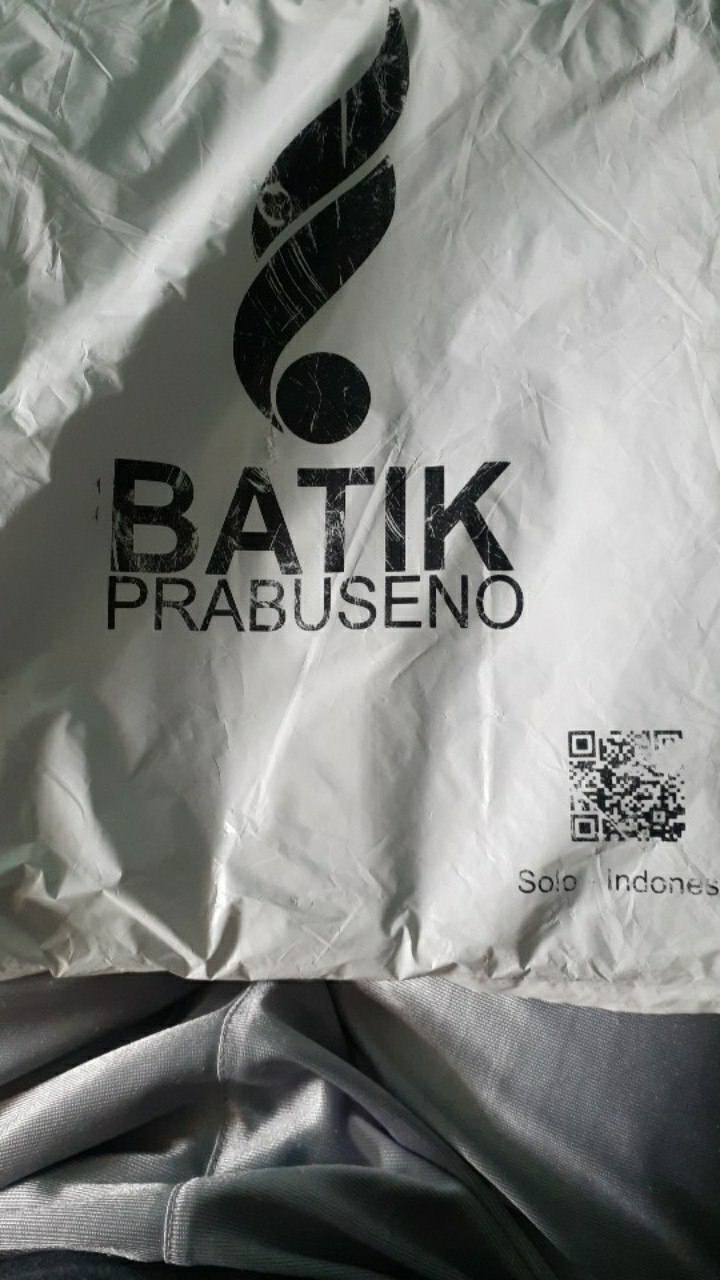 BATIK
PRABUSENO
Solo - Indones